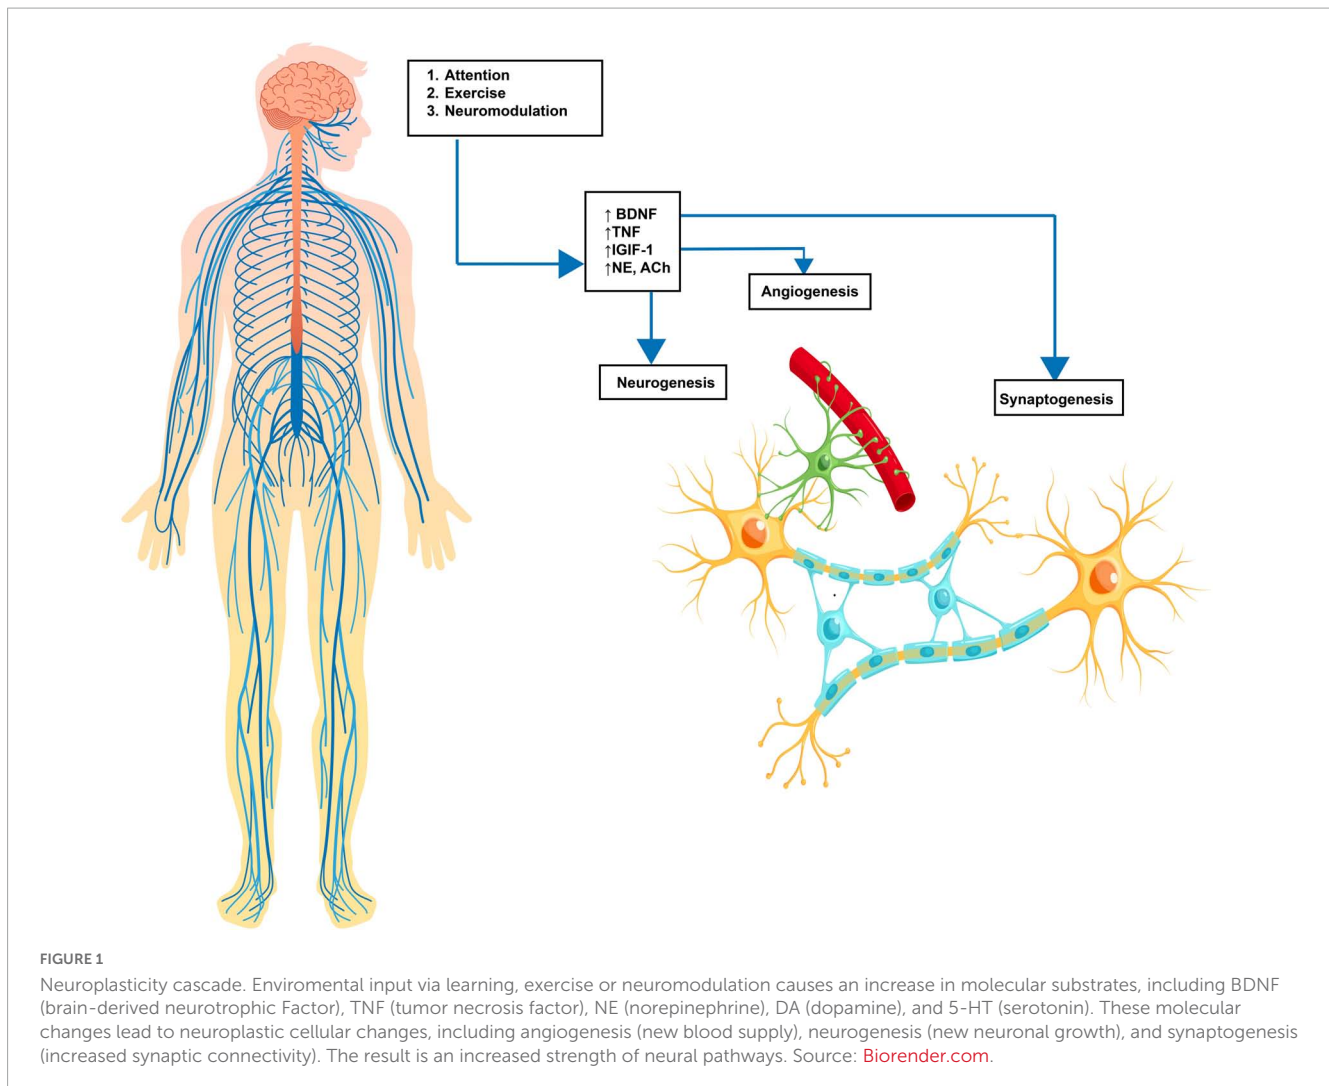 1. Attention
2. Exercise
3. Neuromodulation
↑ BDNF
↑TNF
↑IGIF-1
↑NE, ACh
Angiogenesis
Neurogenesis
Synaptogenesis
FIGURE 1
Neuroplasticity cascade. Enviromental input via learning, exercise or neuromodulation causes an increase in molecular substrates, including BDNF
(brain-derived neurotrophic Factor), TNF (tumor necrosis factor), NE (norepinephrine), DA (dopamine), and 5-HT (serotonin). These molecular
changes lead to neuroplastic cellular changes, including angiogenesis (new blood supply), neurogenesis (new neuronal growth), and synaptogenesis
(increased synaptic connectivity). The result is an increased strength of neural pathways. Source: Biorender.com.